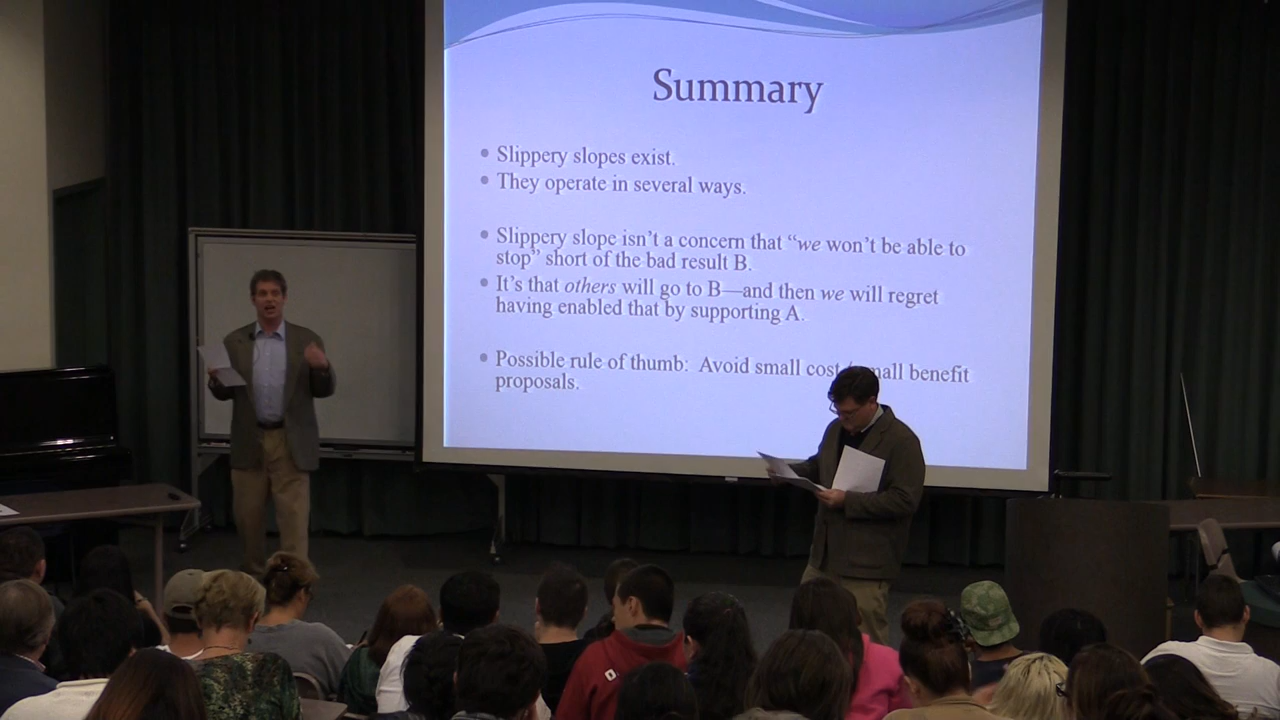 Summary
• Slippery slopes exist.
• They operate in several ways.
• Slippery slope isn't a concern that “we won't be able to
stop” short of the bad result B.
• It's that others will go to B—and then we will regret
having enabled that by supporting A.
• Possible rule of thumb: Avoid small cost benefit
proposals.